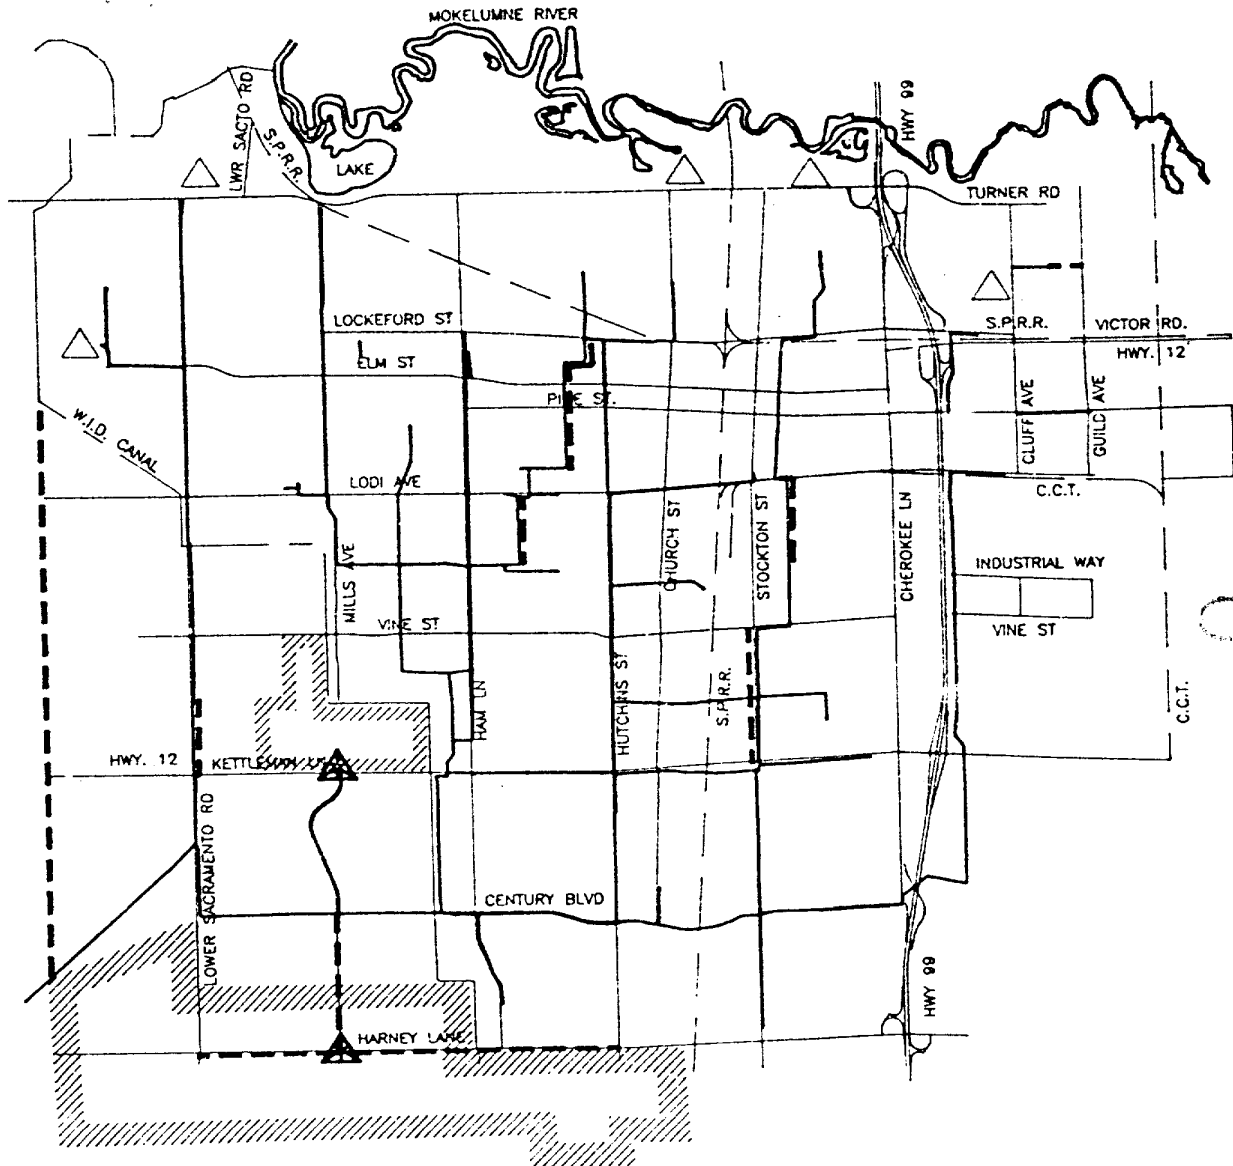 MOKELUMNE RIVER
LWR SACTO RD
S.P.R.R.
LAKE
HWY 99
TURNER RD
LOCKEFORD ST
S.P.R.R.
VICTOR RD.
HWY. 12
ELM ST
PINE ST.
CLUFF AVE
GUILD AVE
W.I.D. CANAL
LODI AVE
C.C.T.
CHURCH ST
STOCKTON ST
CHEROKEE LN
MILLS AVE
INDUSTRIAL WAY
VINE ST
VINE ST
HAM LN
HUTCHINS ST
S.P.R.R.
C.C.T.
HWY. 12
KETTLEMAN LN
LOWER SACRAMENTO RD
CENTURY BLVD
HWY 99
HARNEY LANE